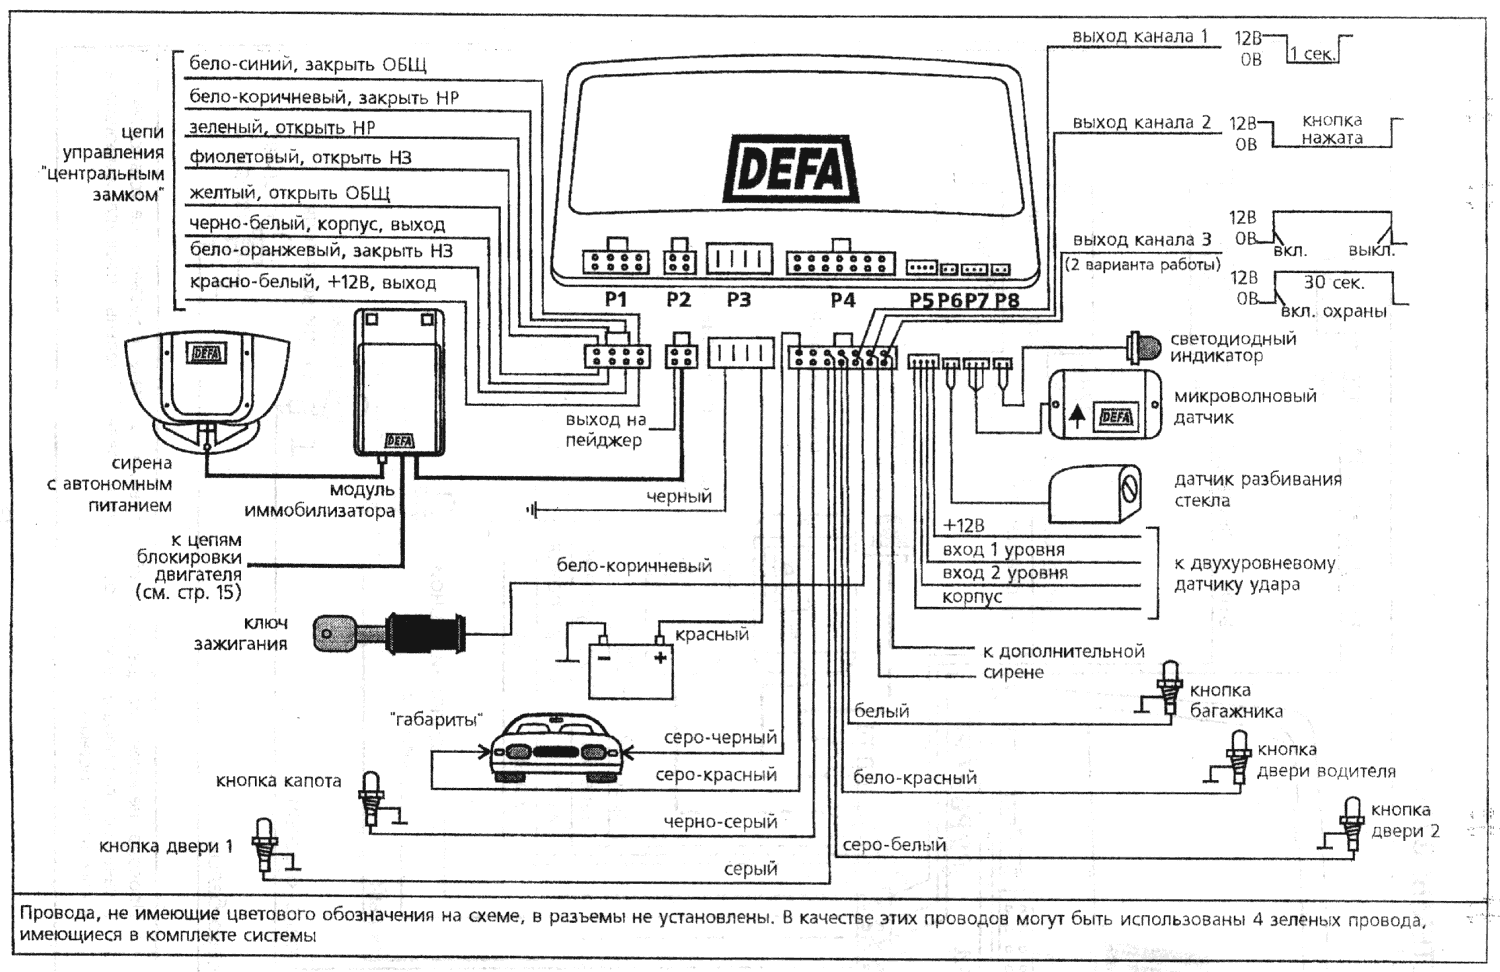 бело-синий, закрыть ОБЩ
бело-коричневый, закрыть НР
зеленый, открыть НР
фиолетовый, открыть НЗ
желтый, открыть ОБЩ
черно-белый, корпус, выход
бело-оранжевый, закрыть НЗ
красно-белый, +12В, выход
цепи
управления
"центральным
замком"
DEFA
P1
P2
P3
P4
P5
P6
P7
P8
выход канала 1
12В
0В
1 сек.
выход канала 2
12В
0В
кнопка
нажата
выход канала 3
(2 варианта работы)
12В
0В
вкл.
выкл.
12В
0В
30 сек.
вкл. охраны
светодиодный
индикатор
микроволновый
датчик
DEFA
датчик разбивания
стекла
DEFA
DEFA
сирена
с автономным
питанием
модуль
иммобилизатора
к цепям
блокировки
двигателя
(см. стр. 15)
выход на
пейджер
черный
бело-коричневый
ключ
зажигания
красный
+12В
вход 1 уровня
вход 2 уровня
корпус
к двухуровневому
датчику удара
к дополнительной
сирене
"габариты"
серо-черный
серо-красный
черно-серый
серый
белый
бело-красный
серо-белый
кнопка
багажника
кнопка
двери водителя
кнопка
двери 2
кнопка капота
кнопка двери 1
Провода, не имеющие цветового обозначения на схеме, в разъемы не установлены. В качестве этих проводов могут быть использованы 4 зеленых провода,
имеющиеся в комплекте системы